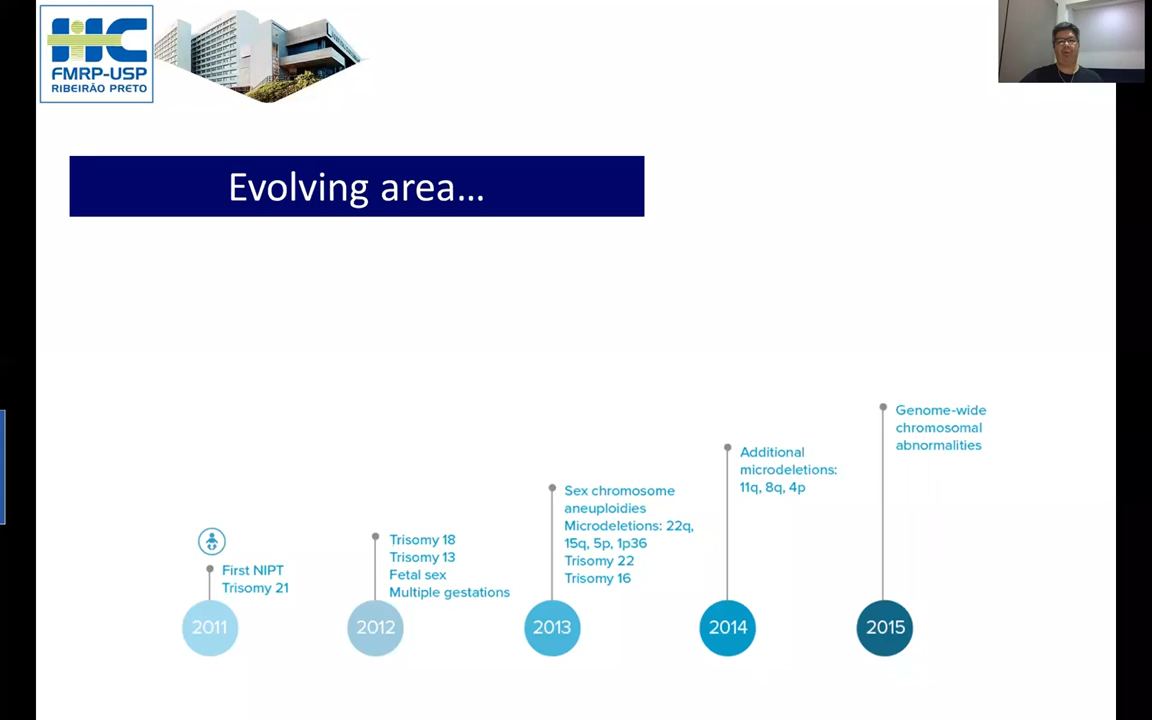 HC
FMRP-USP
RIBEIRÃO PRETO
Evolving area...
First NIPT
Trisomy 21
2011
Trisomy 18
Trisomy 13
Fetal sex
Multiple gestations
2012
Sex chromosome
aneuploidies
Microdeletions: 22q,
15q, 5p, 1p36
Trisomy 22
Trisomy 16
2013
Additional
microdeletions:
11q, 8q, 4p
2014
Genome-wide
chromosomal
abnormalities
2015